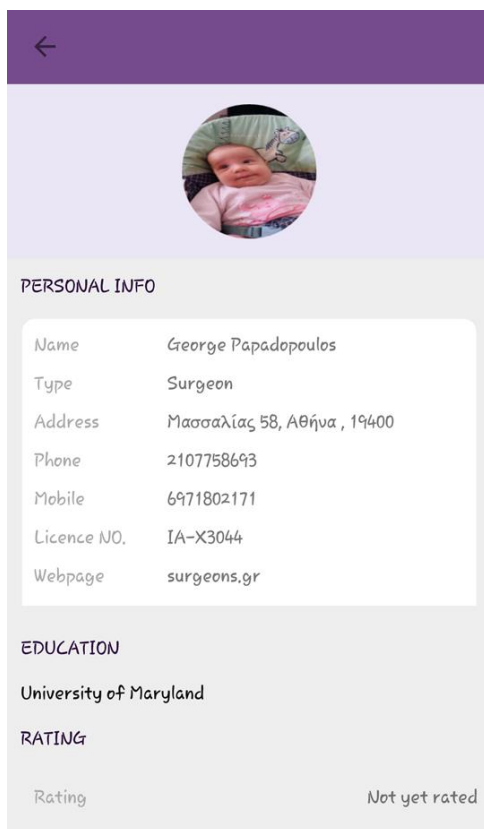 PERSONAL INFO
Name George Papadopoulos
Type Surgeon
Address Μασσαλίας 58, Αθήνα , 19400
Phone 2107758693
Mobile 6971802171
Licence NO. IA-X3044
Webpage surgeons.gr
EDUCATION
University of Maryland
RATING
Rating Not yet rated